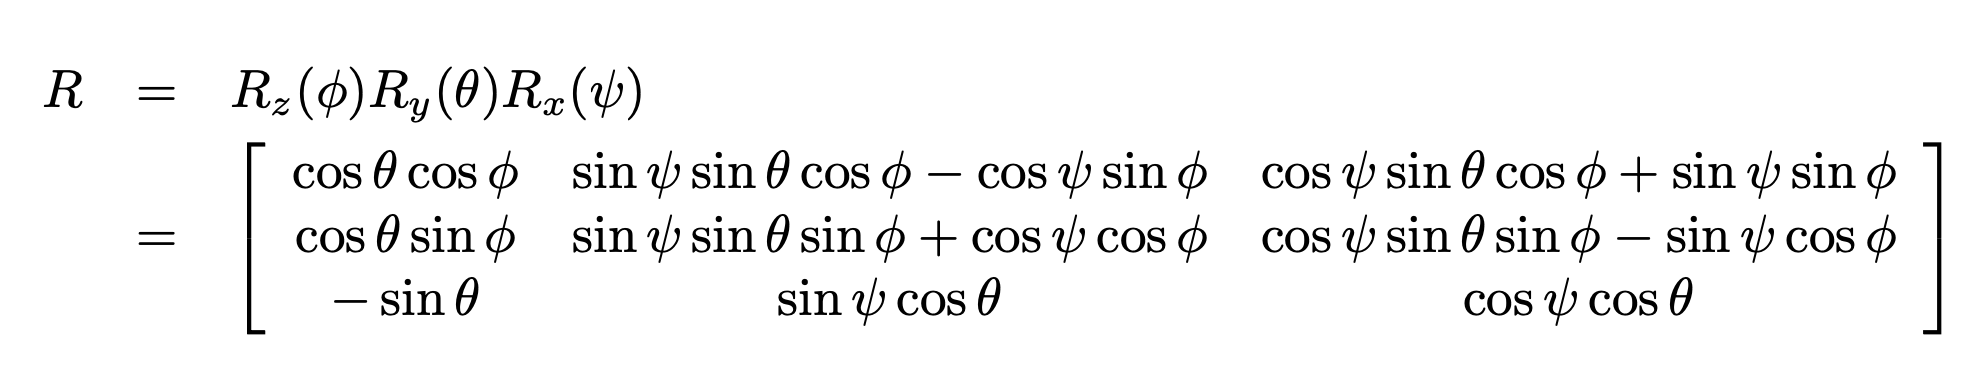 R = R_z(ϕ)R_y(θ)R_x(ψ)
= [ cos θ cos ϕ   sin ψ sin θ cos ϕ − cos ψ sin ϕ   cos ψ sin θ cos ϕ + sin ψ sin ϕ
cos θ sin ϕ   sin ψ sin θ sin ϕ + cos ψ cos ϕ   cos ψ sin θ sin ϕ − sin ψ cos ϕ
− sin θ   sin ψ cos θ   cos ψ cos θ ]